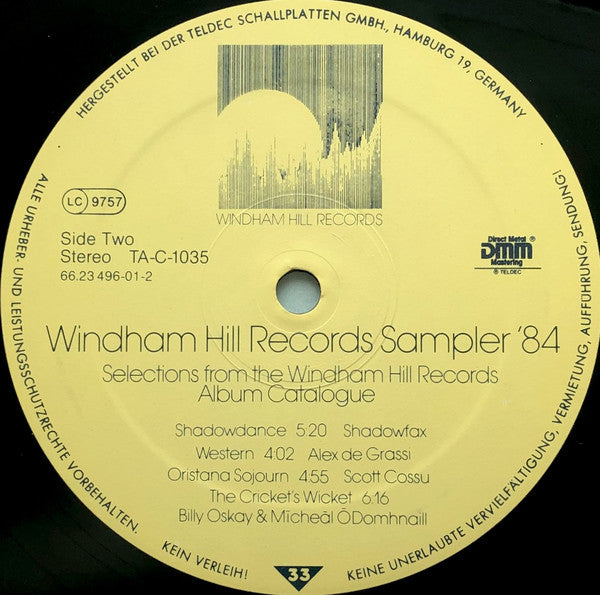 HERGESTELLT BEI DER TELDEC SCHALLPLATTEN GMBH., HAMBURG 19, GERMANY
WINDHAM HILL RECORDS
LC 9757
Side Two
Stereo TA-C-1035
66.23 496-01-2
Direct Metal ®
DMM
Mastering
℗ TELDEC
Windham Hill Records Sampler '84
Selections from the Windham Hill Records
Album Catalogue
Shadowdance 5:20 Shadowfax
Western 4:02 Alex de Grassi
Oristana Sojourn 4:55 Scott Cossu
The Cricket's Wicket 6:16
Billy Oskay & Mícheāl ŌDomhnaill
ALLE URHEBER- UND LEISTUNGSSCHUTZRECHTE VORBEHALTEN.
KEIN VERLEIH!
33
KEINE UNERLAUBTE VERVIELFÄLTIGUNG, VERMIETUNG, AUFFÜHRUNG, SENDUNG!